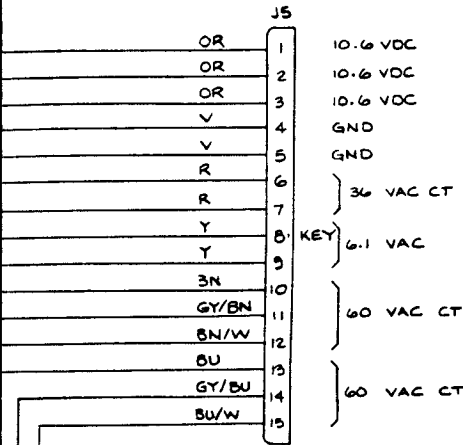 J5
OR 1 10.6 VDC
OR 2 10.6 VDC
OR 3 10.6 VDC
V 4 GND
V 5 GND
R 6
R 7 36 VAC CT
Y 8 KEY
Y 9 6.1 VAC
BN 10
GY/BN 11 60 VAC CT
BN/W 12
BU 13
GY/BU 14 60 VAC CT
BU/W 15